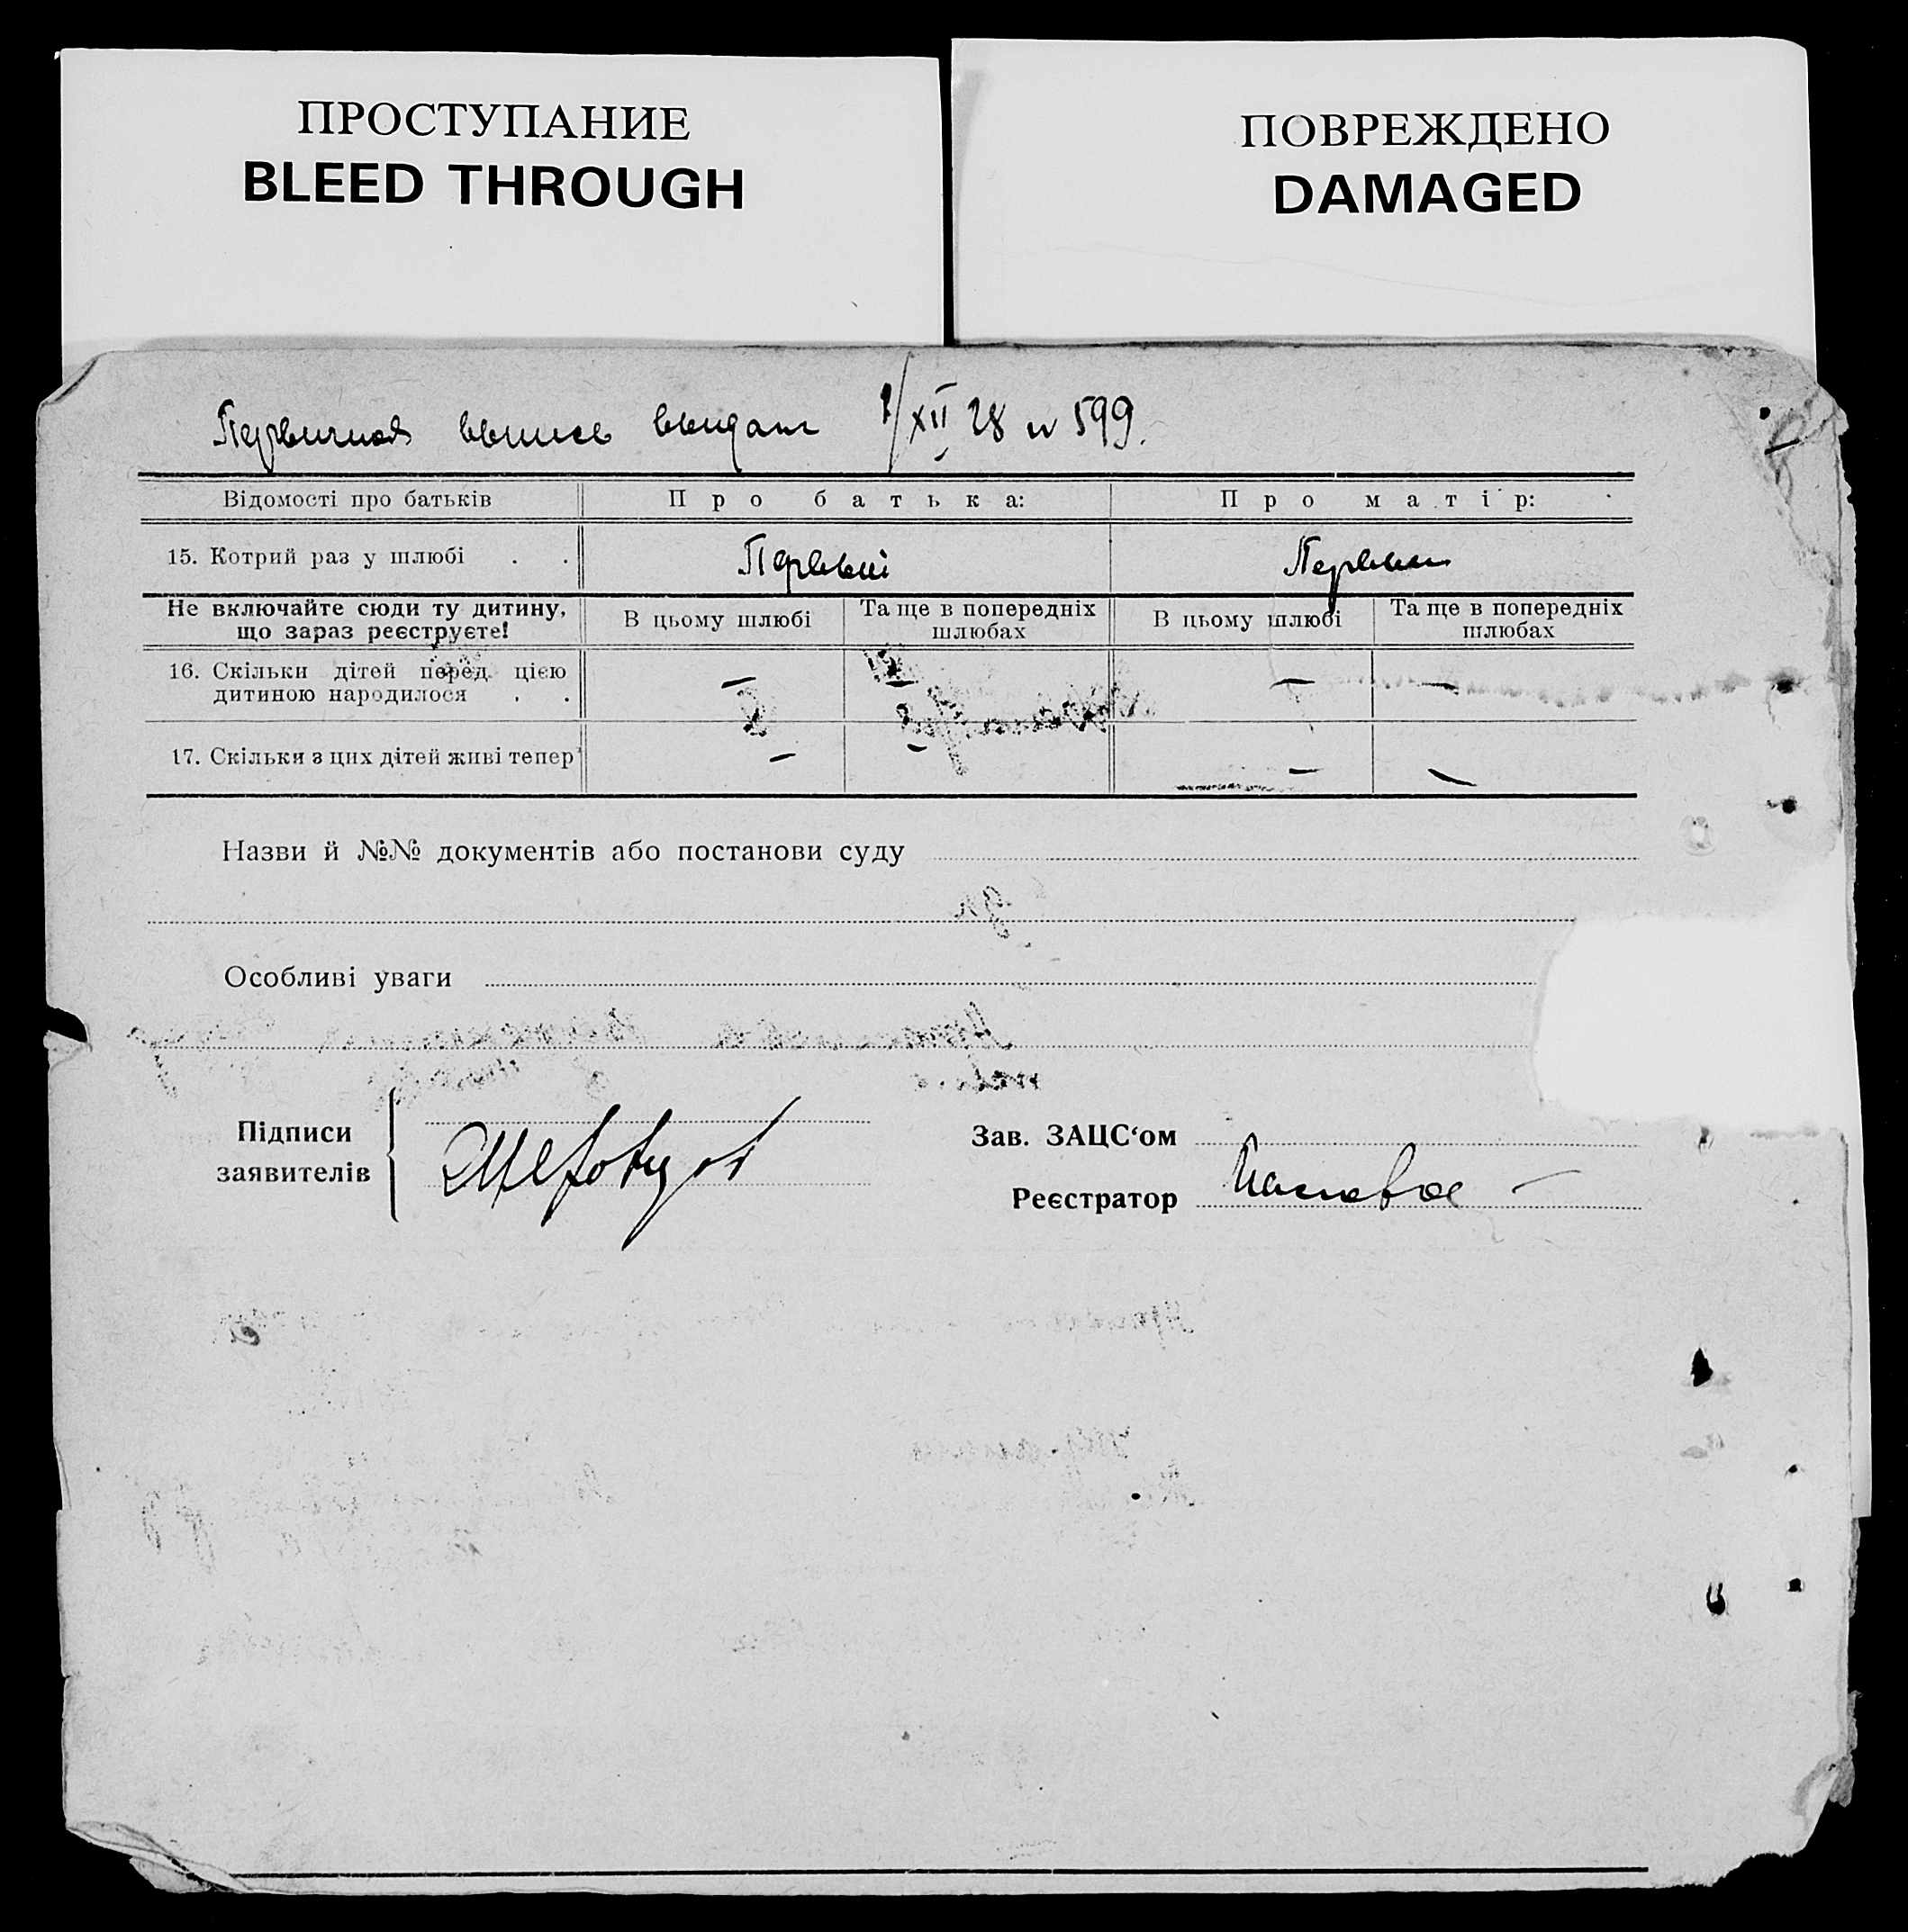 ПРОСТУПАНИЕ
BLEED THROUGH
ПОВРЕЖДЕНО
DAMAGED
Первичная выпись выдана /XII 28 № 599.
Відомості про батьків Про батька: Про матір:
15. Котрий раз у шлюбі . . Первый Первый
Не включайте сюди ту дитину, що зараз реєструєте! В цьому шлюбі Та ще в попередніх шлюбах В цьому шлюбі Та ще в попередніх шлюбах
16. Скільки дітей перед цією
дитиною народилося . . — — — —
17. Скільки з цих дітей живі тепер — — — —
Назви й №№ документів або постанови суду
Особливі уваги
Підписи
заявителів
Зав. ЗАЦС‘ом
Реєстратор